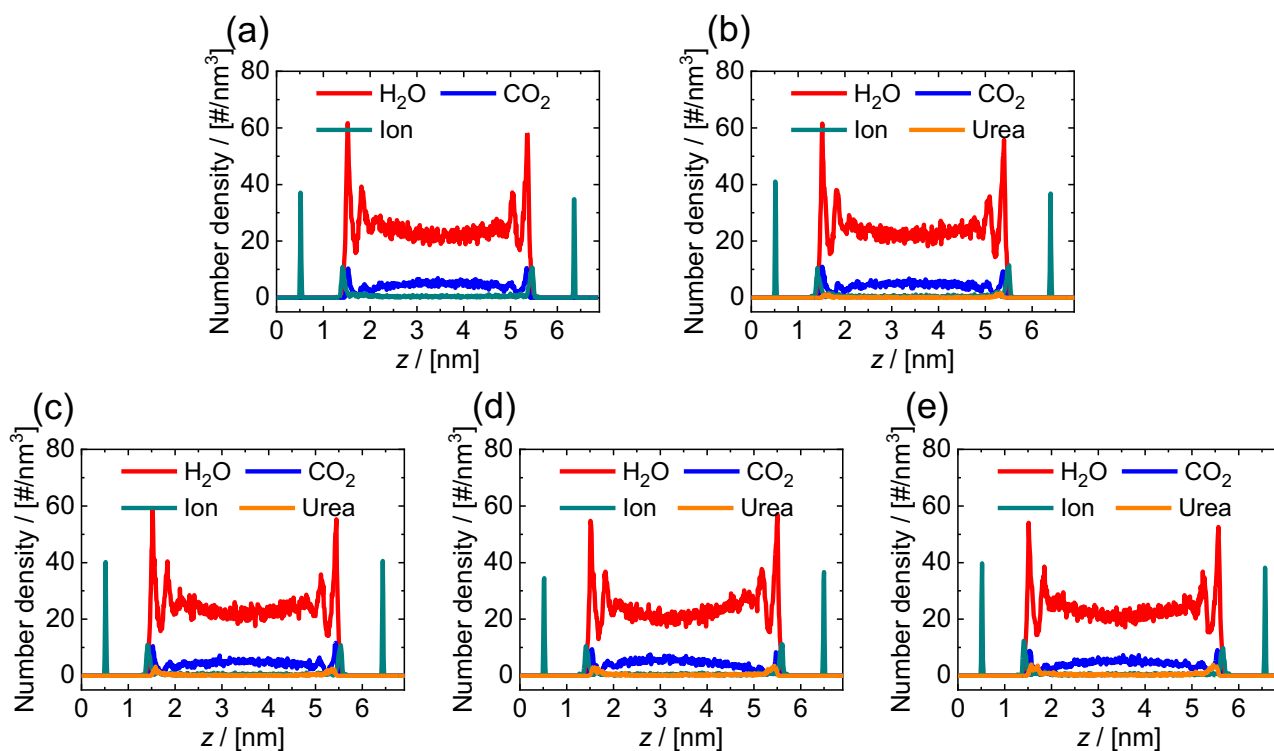 (a)
Number density / [#/nm³]
80
60
40
20
0
H₂O CO₂
Ion
0 1 2 3 4 5 6
z / [nm]
(b)
Number density / [#/nm³]
80
60
40
20
0
H₂O CO₂
Ion Urea
0 1 2 3 4 5 6
z / [nm]
(c)
Number density / [#/nm³]
80
60
40
20
0
H₂O CO₂
Ion Urea
0 1 2 3 4 5 6
z / [nm]
(d)
Number density / [#/nm³]
80
60
40
20
0
H₂O CO₂
Ion Urea
0 1 2 3 4 5 6
z / [nm]
(e)
Number density / [#/nm³]
80
60
40
20
0
H₂O CO₂
Ion Urea
0 1 2 3 4 5 6
z / [nm]